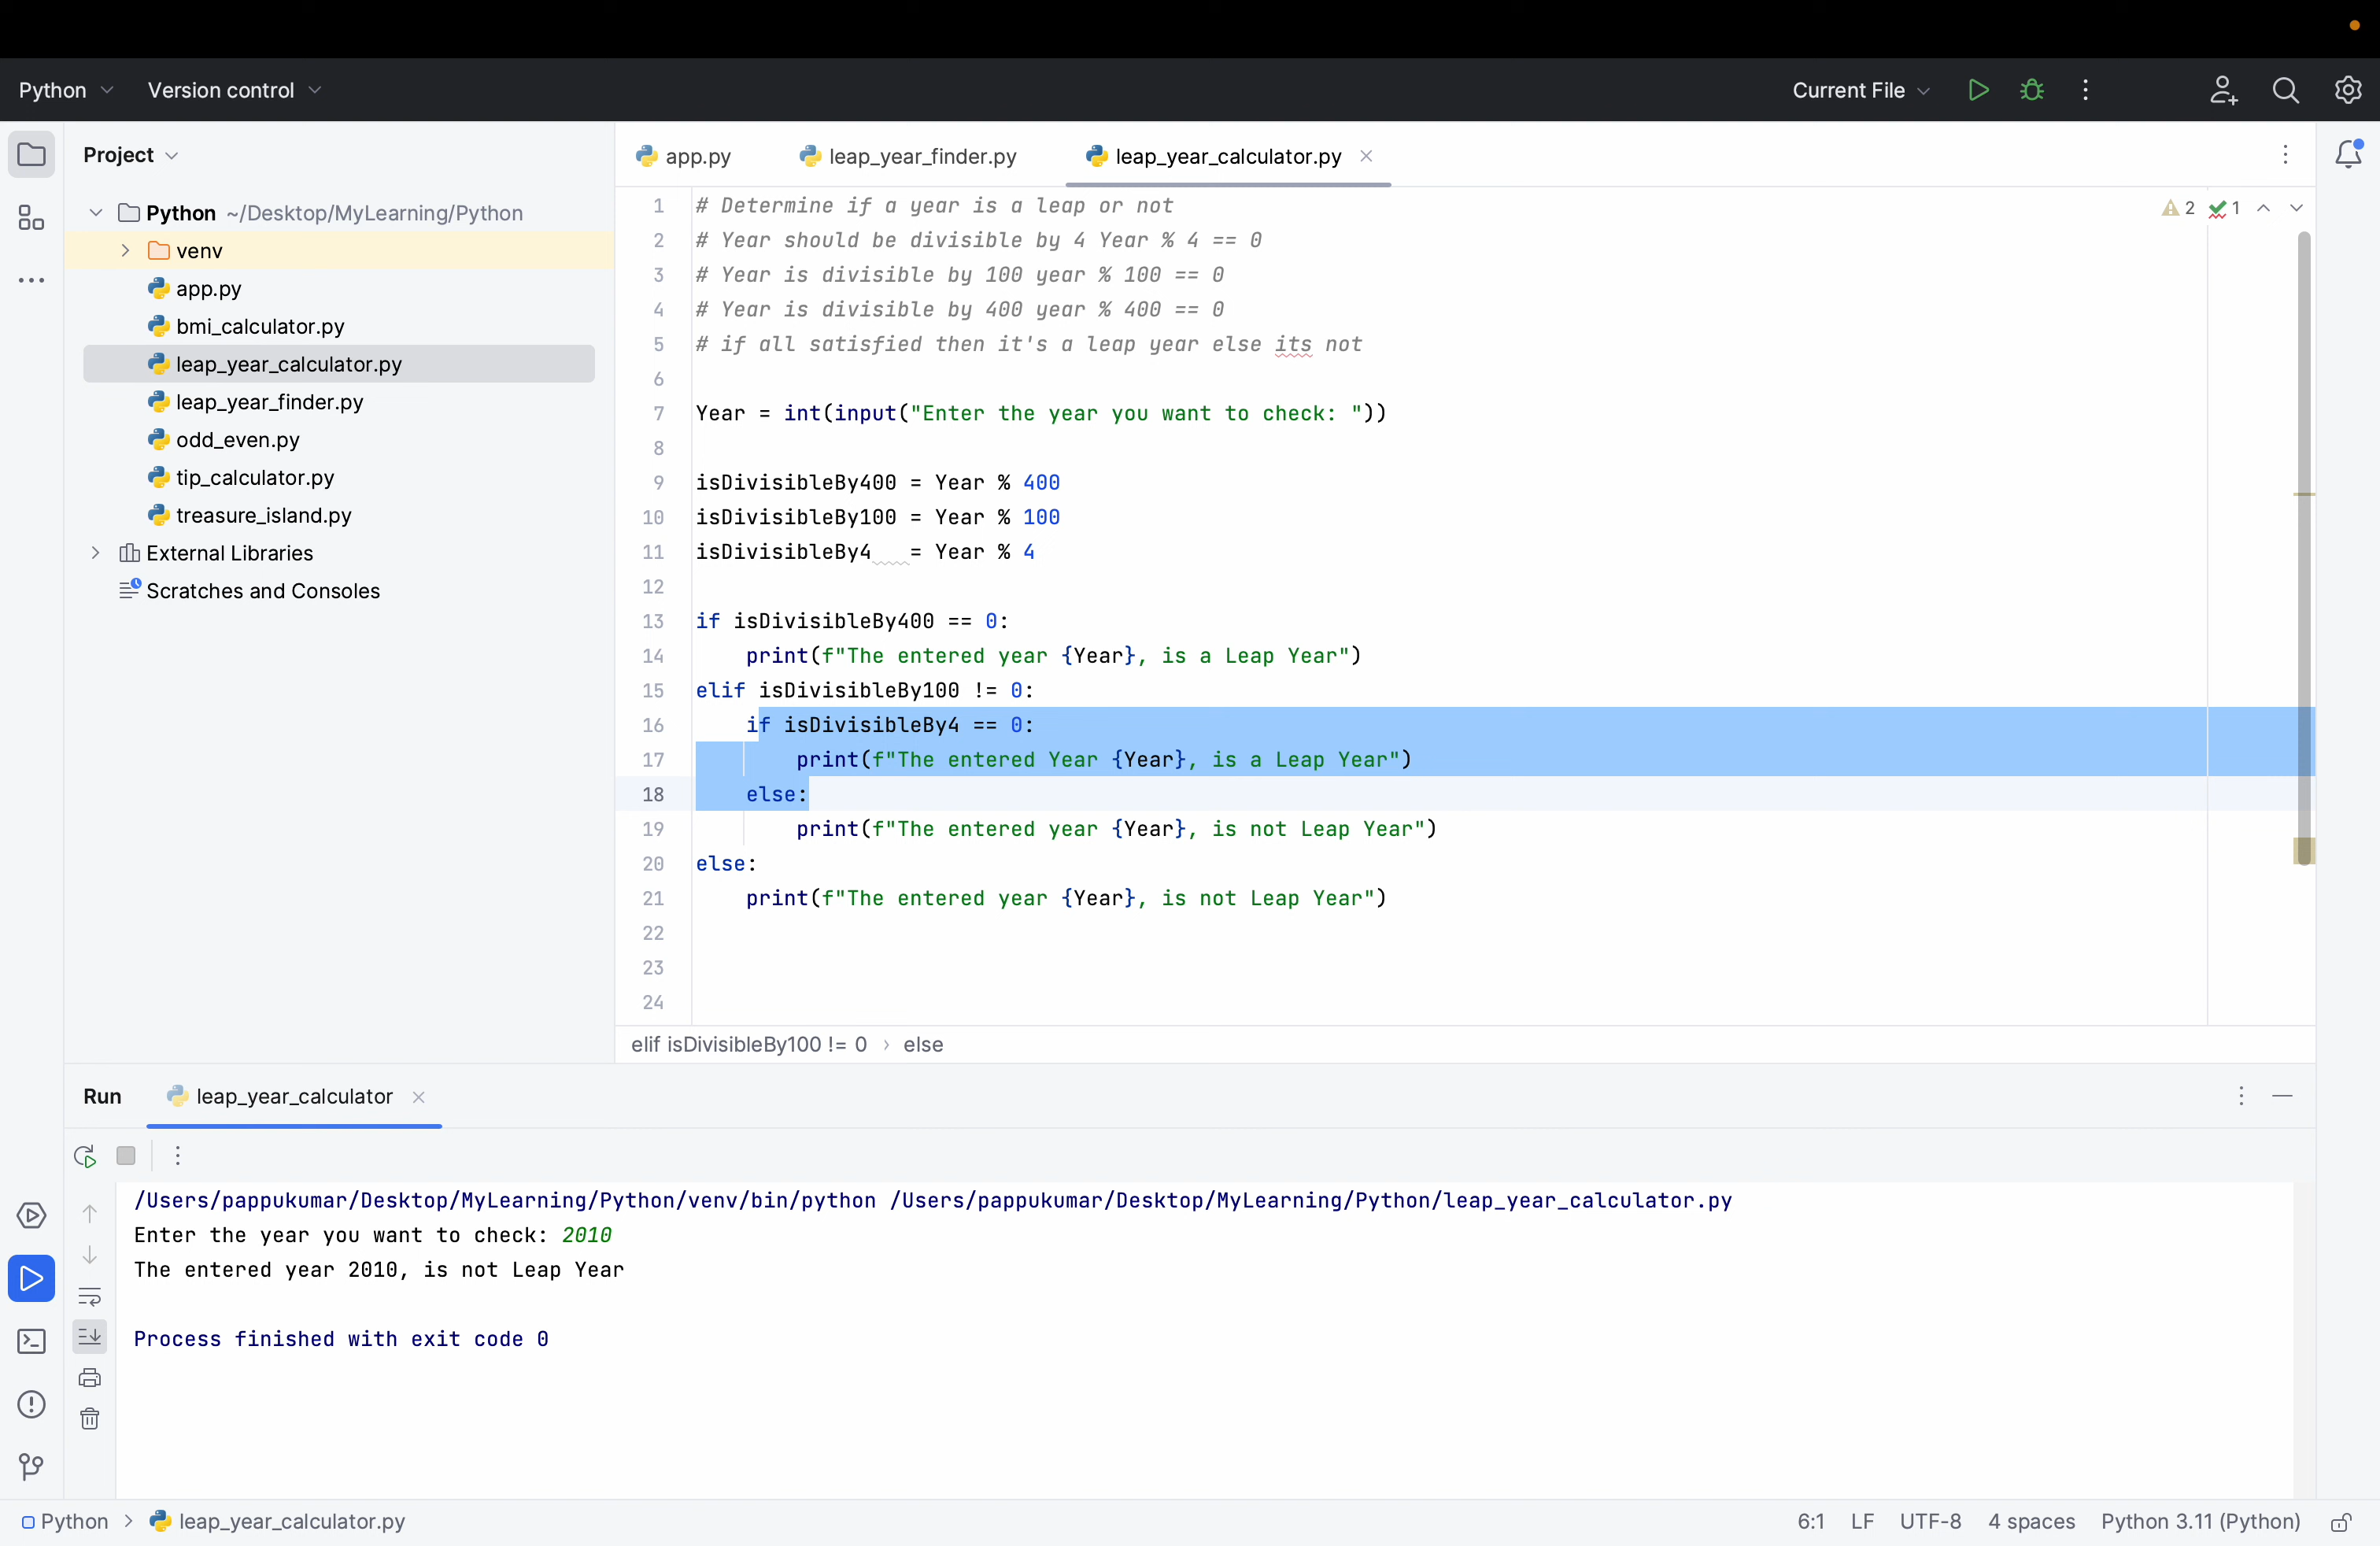 Python Version control Current File
Project
Python ~/Desktop/MyLearning/Python
venv
app.py
bmi_calculator.py
leap_year_calculator.py
leap_year_finder.py
odd_even.py
tip_calculator.py
treasure_island.py
External Libraries
Scratches and Consoles
app.py leap_year_finder.py leap_year_calculator.py
2 1
1 # Determine if a year is a leap or not
2 # Year should be divisible by 4 Year % 4 == 0
3 # Year is divisible by 100 year % 100 == 0
4 # Year is divisible by 400 year % 400 == 0
5 # if all satisfied then it's a leap year else its not
6
7 Year = int(input("Enter the year you want to check: "))
8
9 isDivisibleBy400 = Year % 400
10 isDivisibleBy100 = Year % 100
11 isDivisibleBy4   = Year % 4
12
13 if isDivisibleBy400 == 0:
14     print(f"The entered year {Year}, is a Leap Year")
15 elif isDivisibleBy100 != 0:
16     if isDivisibleBy4 == 0:
17         print(f"The entered Year {Year}, is a Leap Year")
18     else:
19         print(f"The entered year {Year}, is not Leap Year")
20 else:
21     print(f"The entered year {Year}, is not Leap Year")
22
23
24
elif isDivisibleBy100 != 0 › else
Run leap_year_calculator
/Users/pappukumar/Desktop/MyLearning/Python/venv/bin/python /Users/pappukumar/Desktop/MyLearning/Python/leap_year_calculator.py
Enter the year you want to check: 2010
The entered year 2010, is not Leap Year
Process finished with exit code 0
Python › leap_year_calculator.py 6:1 LF UTF-8 4 spaces Python 3.11 (Python)